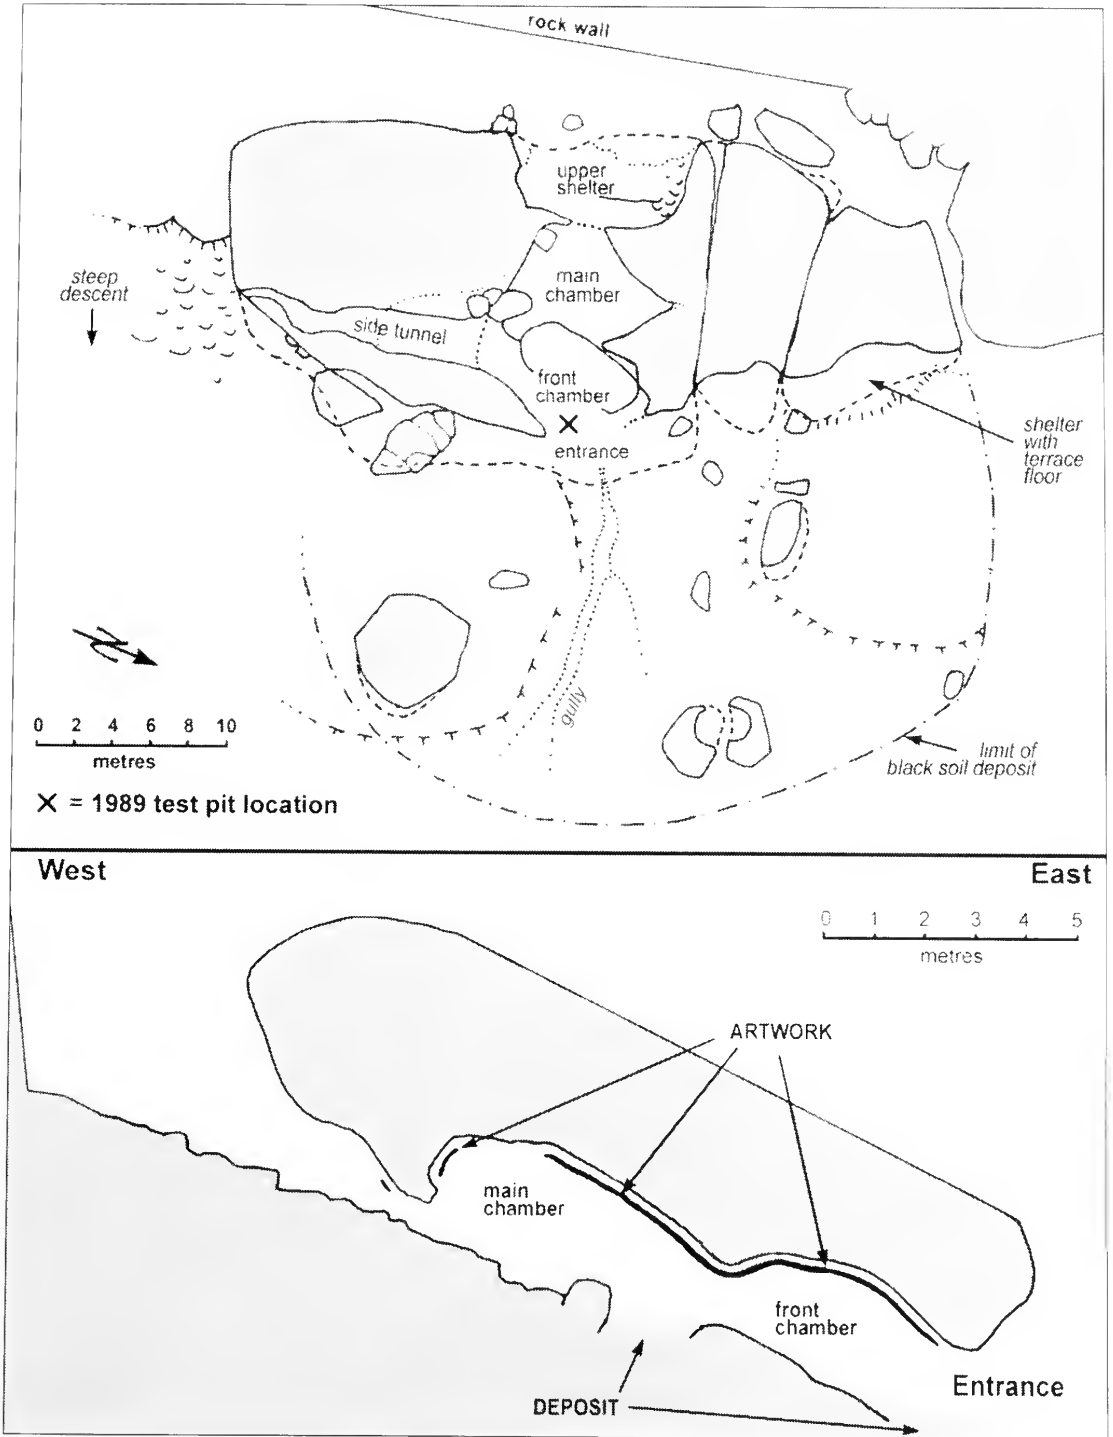 rock wall
upper
shelter
steep
descent
main
chamber
side tunnel
front
chamber
entrance
shelter
with
terrace
floor
N
gully
0 2 4 6 8 10
metres
limit of
black soil deposit
X = 1989 test pit location
West
East
0 1 2 3 4 5
metres
ARTWORK
main
chamber
front
chamber
Entrance
DEPOSIT